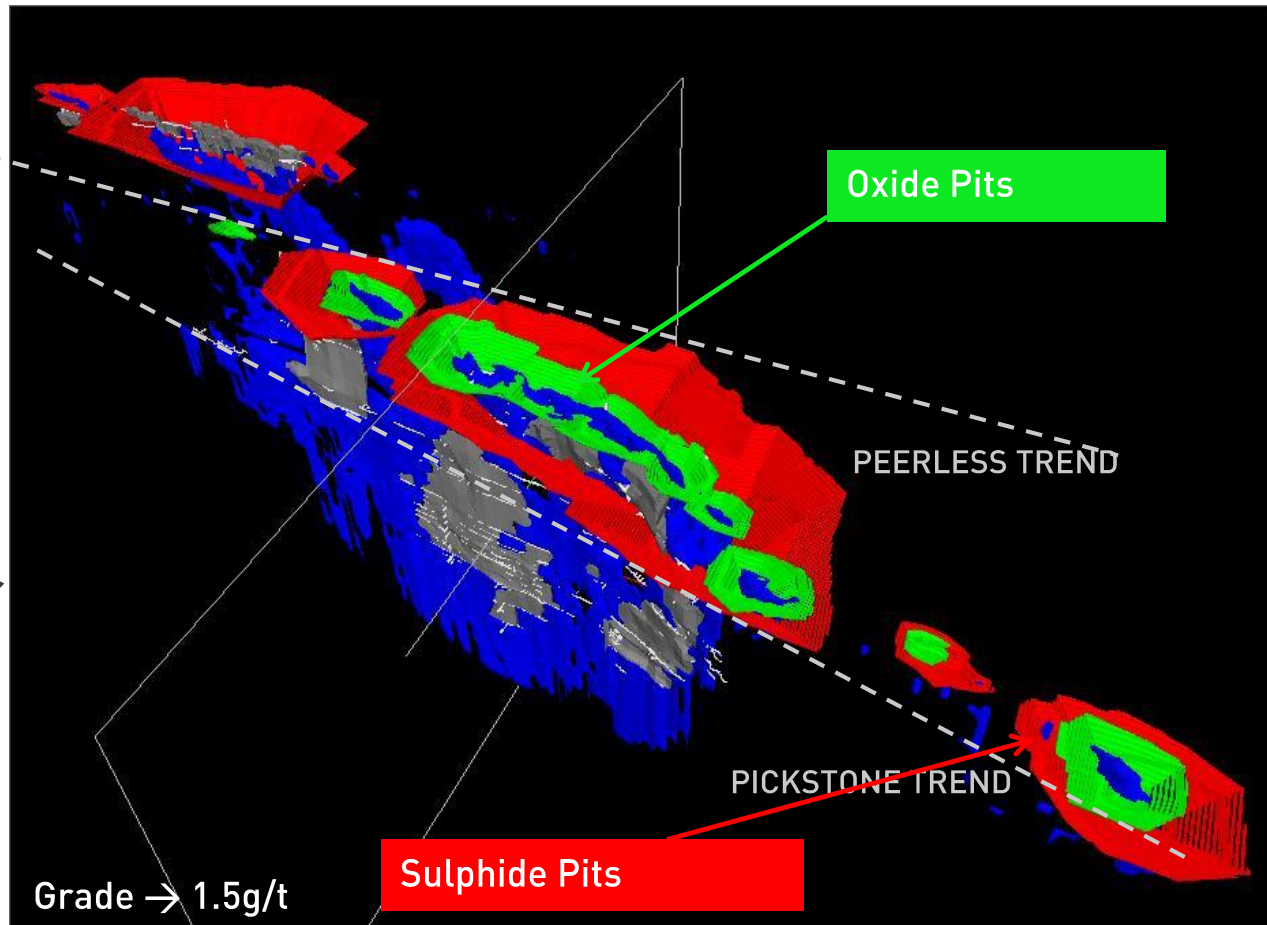 Oxide Pits
PEERLESS TREND
PICKSTONE TREND
Sulphide Pits
Grade → 1.5g/t